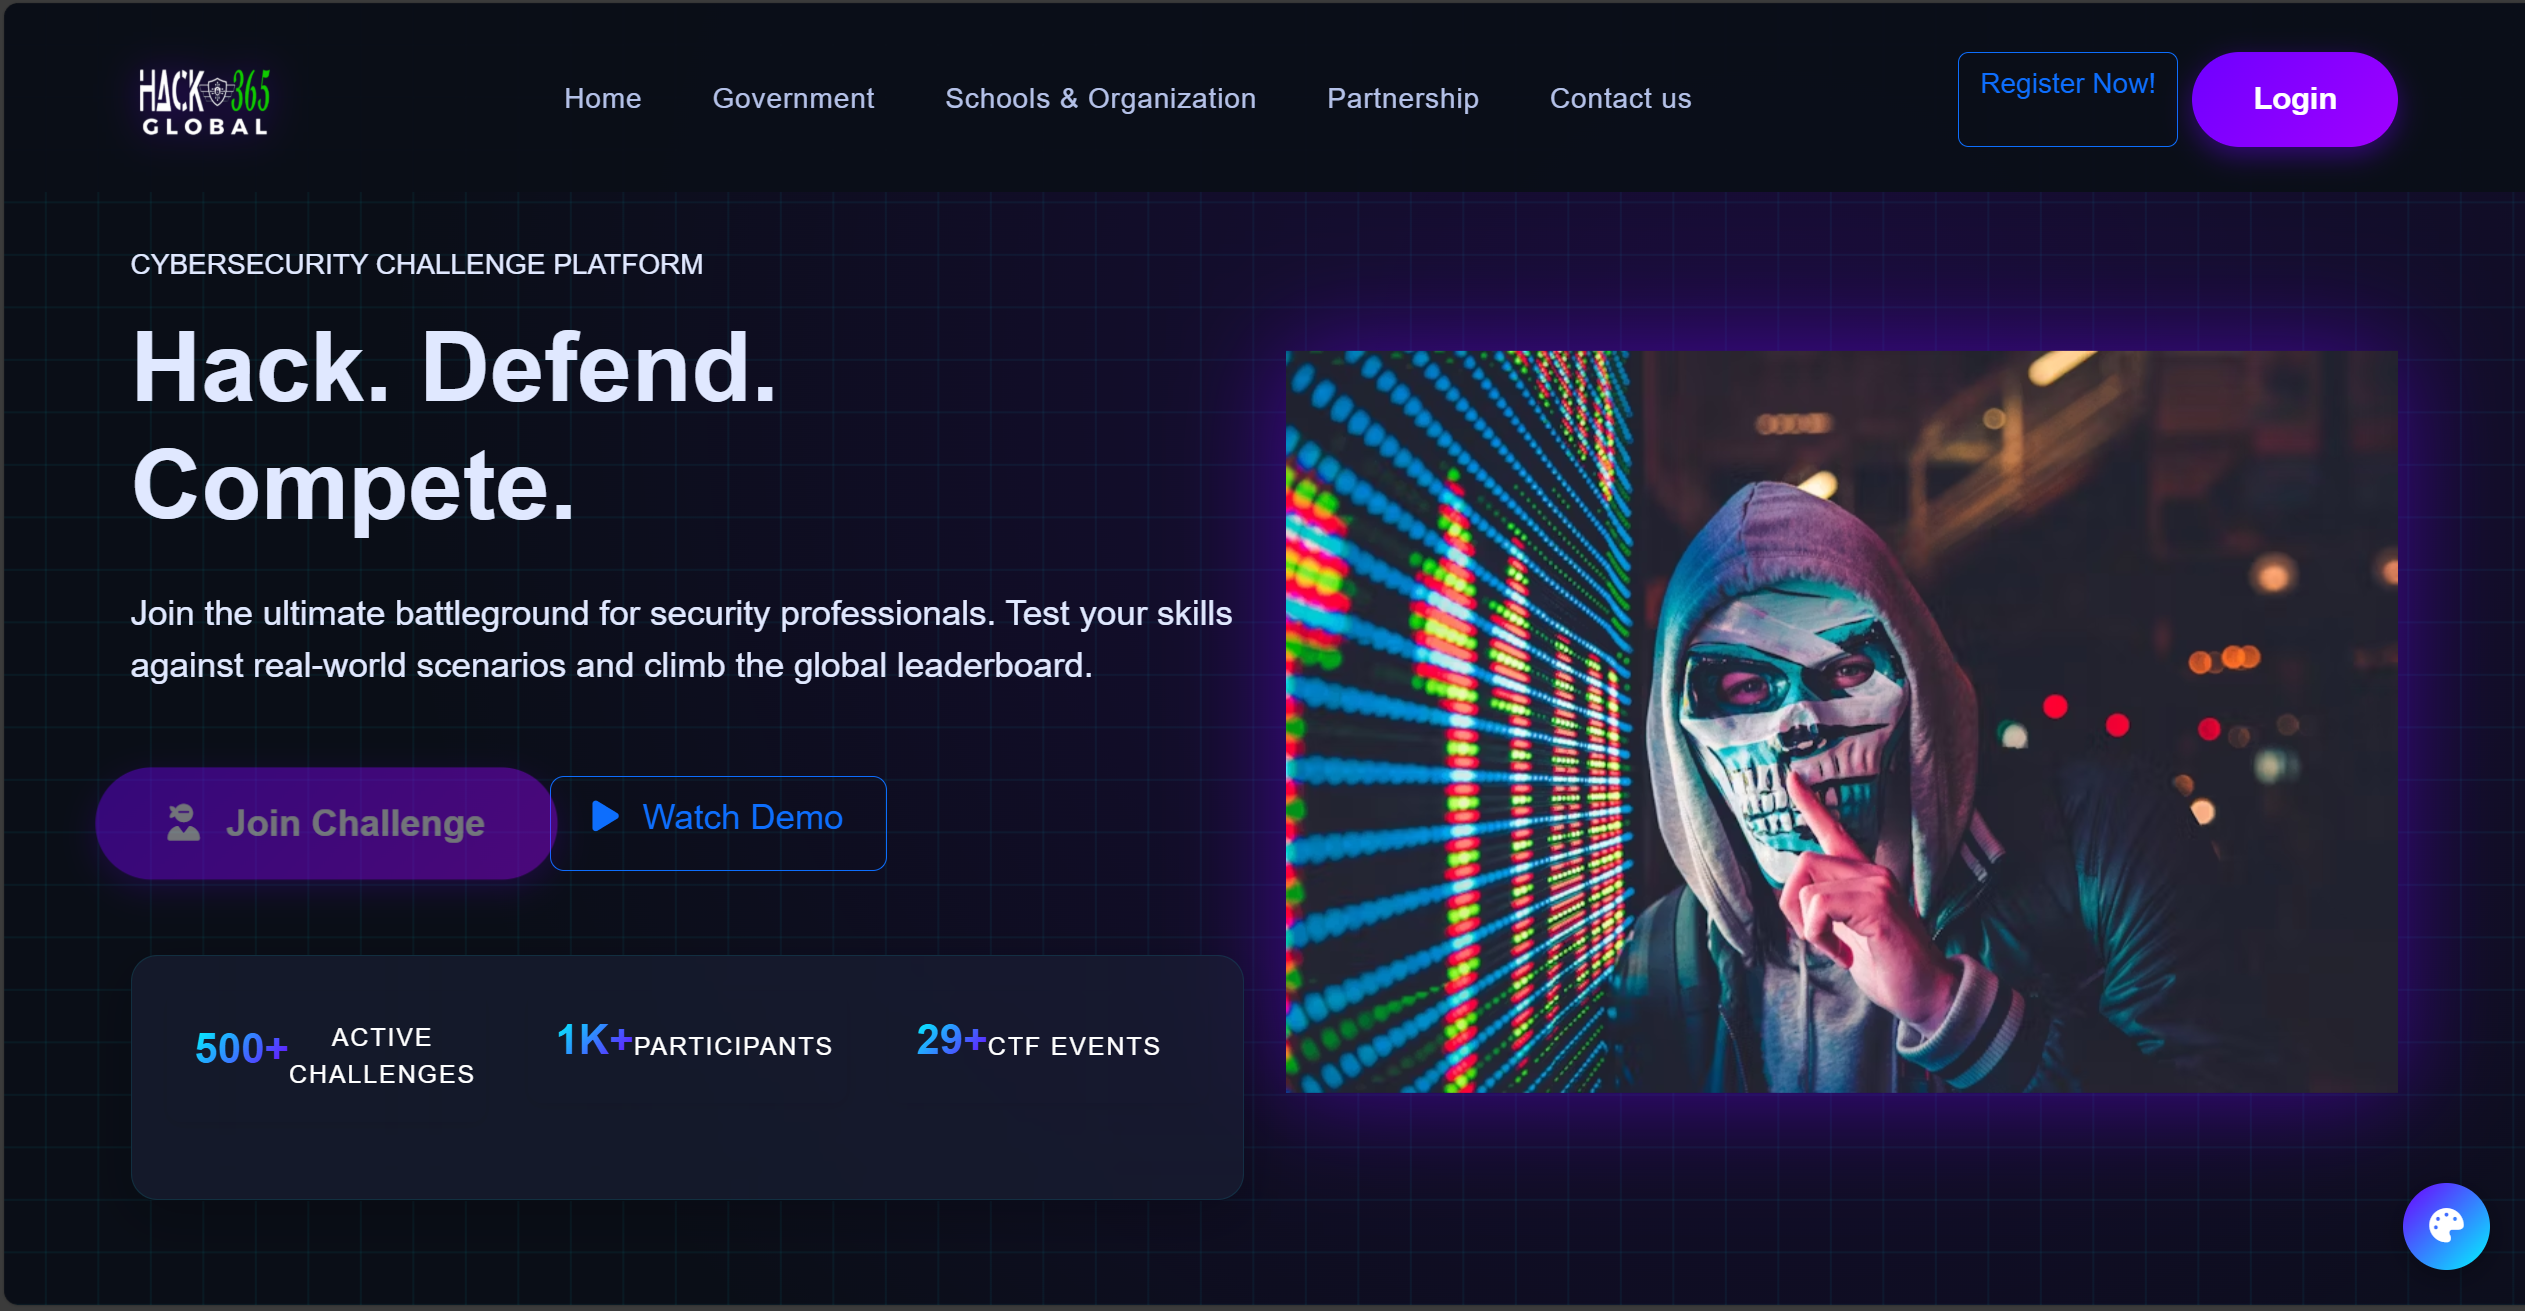 HACK 365
GLOBAL
Home
Government
Schools & Organization
Partnership
Contact us
Register Now!
Login
CYBERSECURITY CHALLENGE PLATFORM
Hack. Defend.
Compete.
Join the ultimate battleground for security professionals. Test your skills
against real-world scenarios and climb the global leaderboard.
Join Challenge
Watch Demo
500+
ACTIVE
CHALLENGES
1K+
PARTICIPANTS
29+
CTF EVENTS